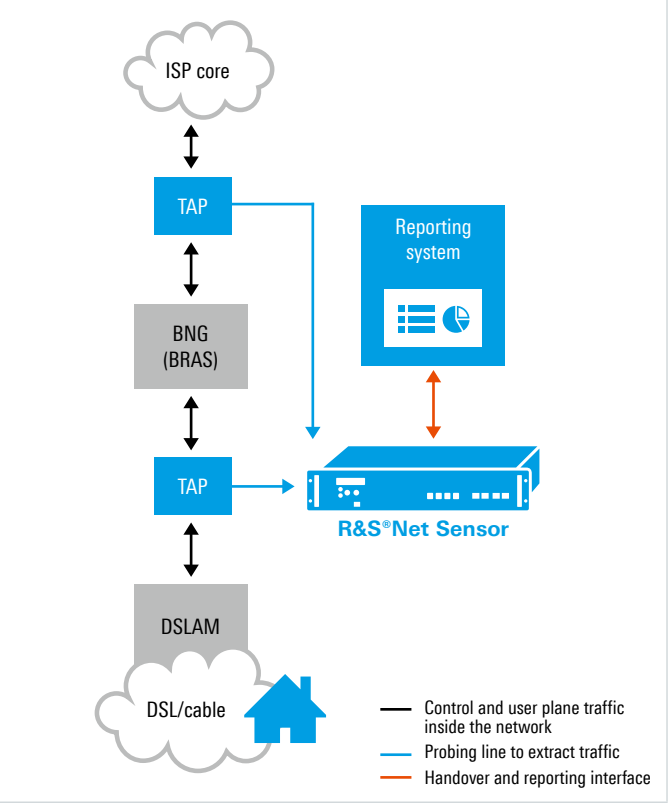 ISP core
TAP
Reporting
system
BNG
(BRAS)
TAP
R&S®Net Sensor
DSLAM
DSL/cable
Control and user plane traffic
inside the network
Probing line to extract traffic
Handover and reporting interface